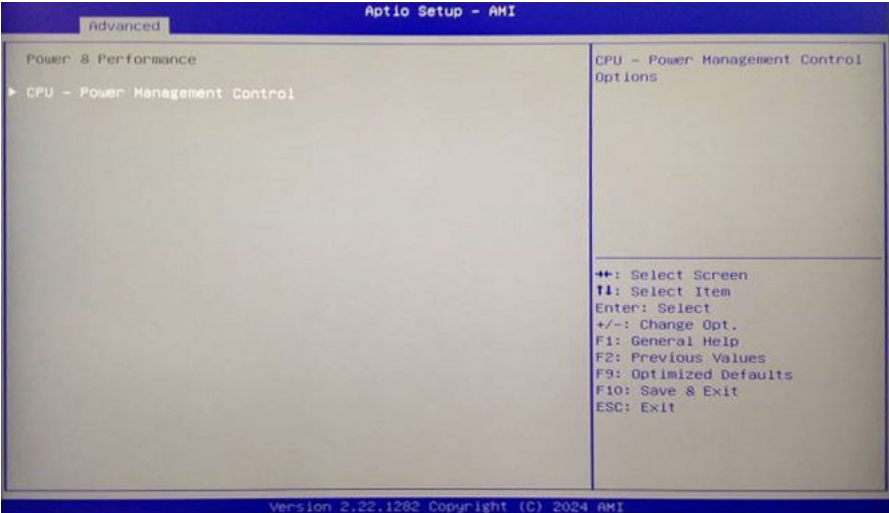 Aptio Setup - AMI
Advanced
Power & Performance
► CPU - Power Management Control
CPU - Power Management Control
Options
→←: Select Screen
↑↓: Select Item
Enter: Select
+/-: Change Opt.
F1: General Help
F2: Previous Values
F9: Optimized Defaults
F10: Save & Exit
ESC: Exit
Version 2.22.1282 Copyright (C) 2024 AMI